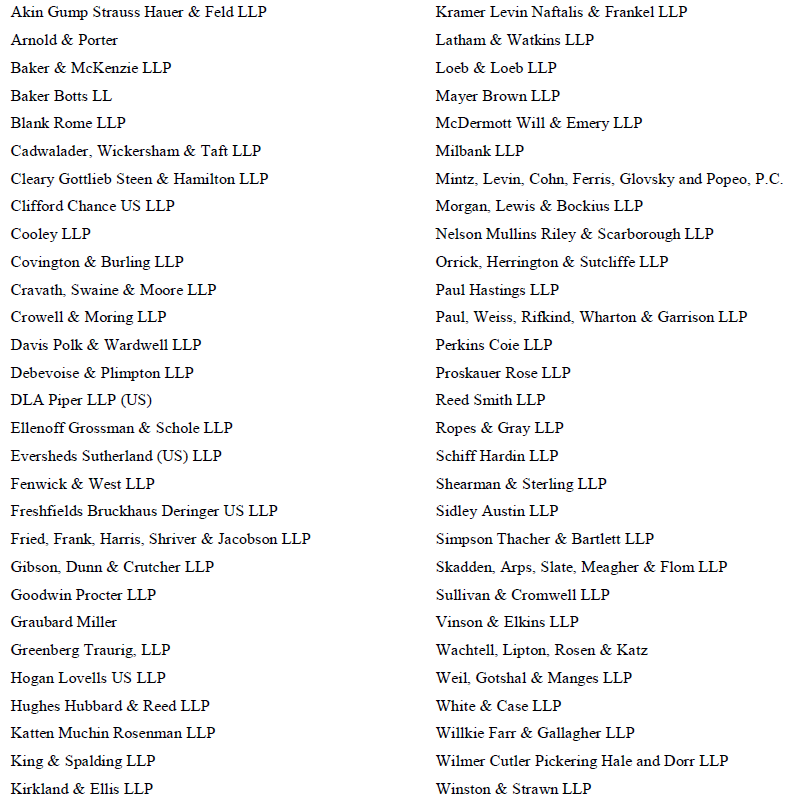 Akin Gump Strauss Hauer & Feld LLP
Arnold & Porter
Baker & McKenzie LLP
Baker Botts LL
Blank Rome LLP
Cadwalader, Wickersham & Taft LLP
Cleary Gottlieb Steen & Hamilton LLP
Clifford Chance US LLP
Cooley LLP
Covington & Burling LLP
Cravath, Swaine & Moore LLP
Crowell & Moring LLP
Davis Polk & Wardwell LLP
Debevoise & Plimpton LLP
DLA Piper LLP (US)
Ellenoff Grossman & Schole LLP
Eversheds Sutherland (US) LLP
Fenwick & West LLP
Freshfields Bruckhaus Deringer US LLP
Fried, Frank, Harris, Shriver & Jacobson LLP
Gibson, Dunn & Crutcher LLP
Goodwin Procter LLP
Graubard Miller
Greenberg Traurig, LLP
Hogan Lovells US LLP
Hughes Hubbard & Reed LLP
Katten Muchin Rosenman LLP
King & Spalding LLP
Kirkland & Ellis LLP
Kramer Levin Naftalis & Frankel LLP
Latham & Watkins LLP
Loeb & Loeb LLP
Mayer Brown LLP
McDermott Will & Emery LLP
Milbank LLP
Mintz, Levin, Cohn, Ferris, Glovsky and Popeo, P.C.
Morgan, Lewis & Bockius LLP
Nelson Mullins Riley & Scarborough LLP
Orrick, Herrington & Sutcliffe LLP
Paul Hastings LLP
Paul, Weiss, Rifkind, Wharton & Garrison LLP
Perkins Coie LLP
Proskauer Rose LLP
Reed Smith LLP
Ropes & Gray LLP
Schiff Hardin LLP
Shearman & Sterling LLP
Sidley Austin LLP
Simpson Thacher & Bartlett LLP
Skadden, Arps, Slate, Meagher & Flom LLP
Sullivan & Cromwell LLP
Vinson & Elkins LLP
Wachtell, Lipton, Rosen & Katz
Weil, Gotshal & Manges LLP
White & Case LLP
Willkie Farr & Gallagher LLP
Wilmer Cutler Pickering Hale and Dorr LLP
Winston & Strawn LLP